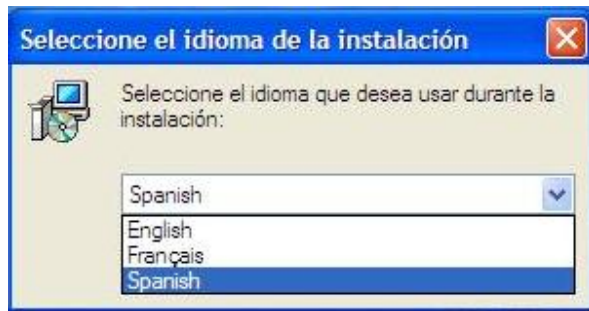 Seleccione el idioma de la instalación
Seleccione el idioma que desea usar durante la
instalación:
Spanish
English
Français
Spanish